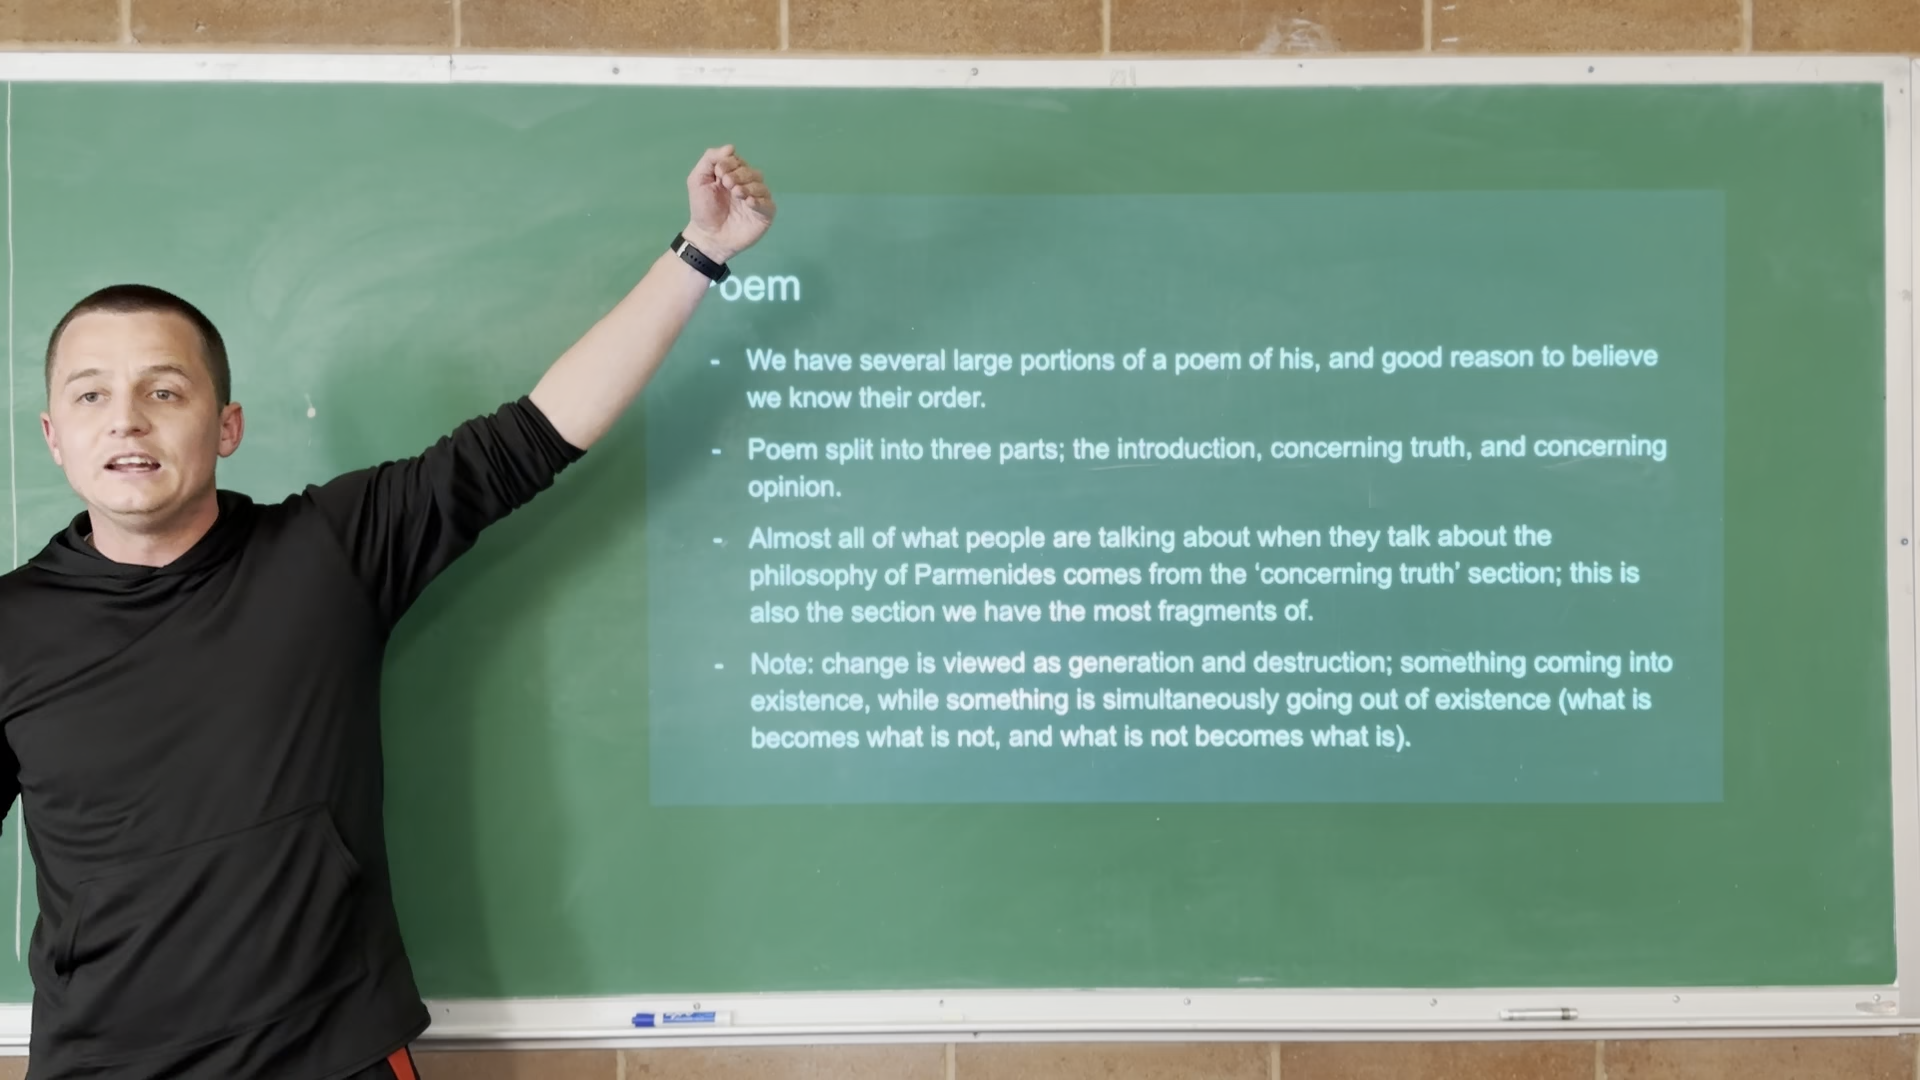 oem
- We have several large portions of a poem of his, and good reason to believe
we know their order.
- Poem split into three parts; the introduction, concerning truth, and concerning
opinion.
- Almost all of what people are talking about when they talk about the
philosophy of Parmenides comes from the ‘concerning truth’ section; this is
also the section we have the most fragments of.
- Note: change is viewed as generation and destruction; something coming into
existence, while something is simultaneously going out of existence (what is
becomes what is not, and what is not becomes what is).